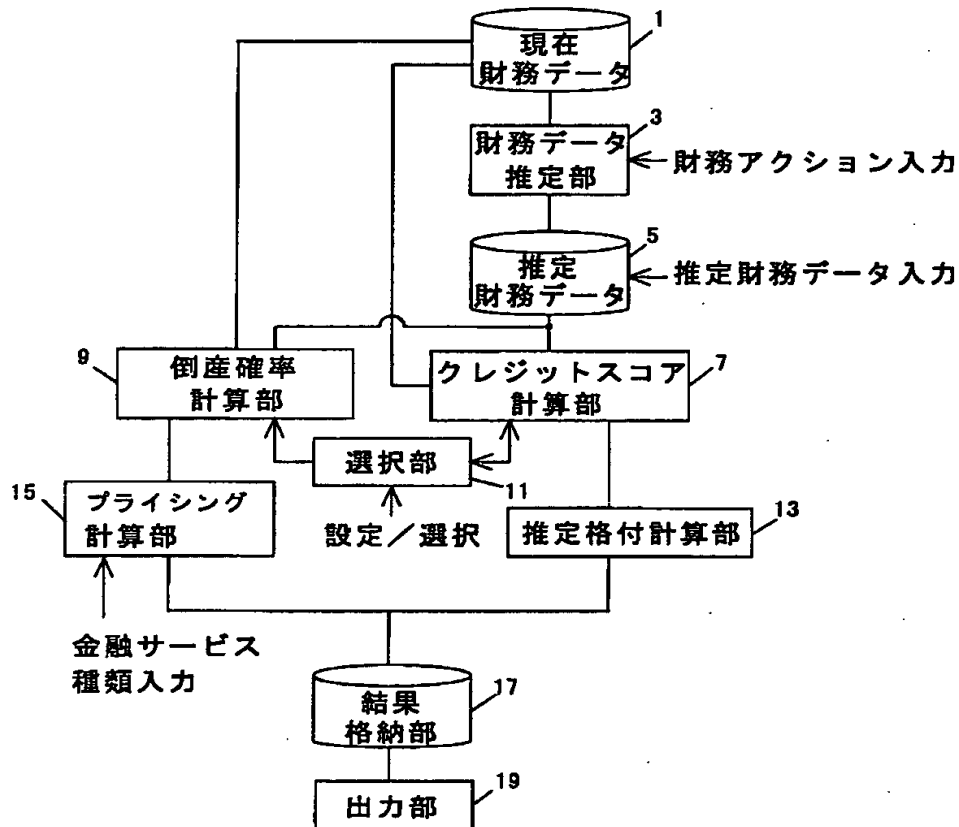 1
現在
財務データ
3
財務データ
推定部
財務アクション入力
5
推定
財務データ
推定財務データ入力
9
倒産確率
計算部
クレジットスコア
計算部
7
選択部
11
設定/選択
15
プライシング
計算部
推定格付計算部
13
金融サービス
種類入力
結果
格納部
17
出力部
19